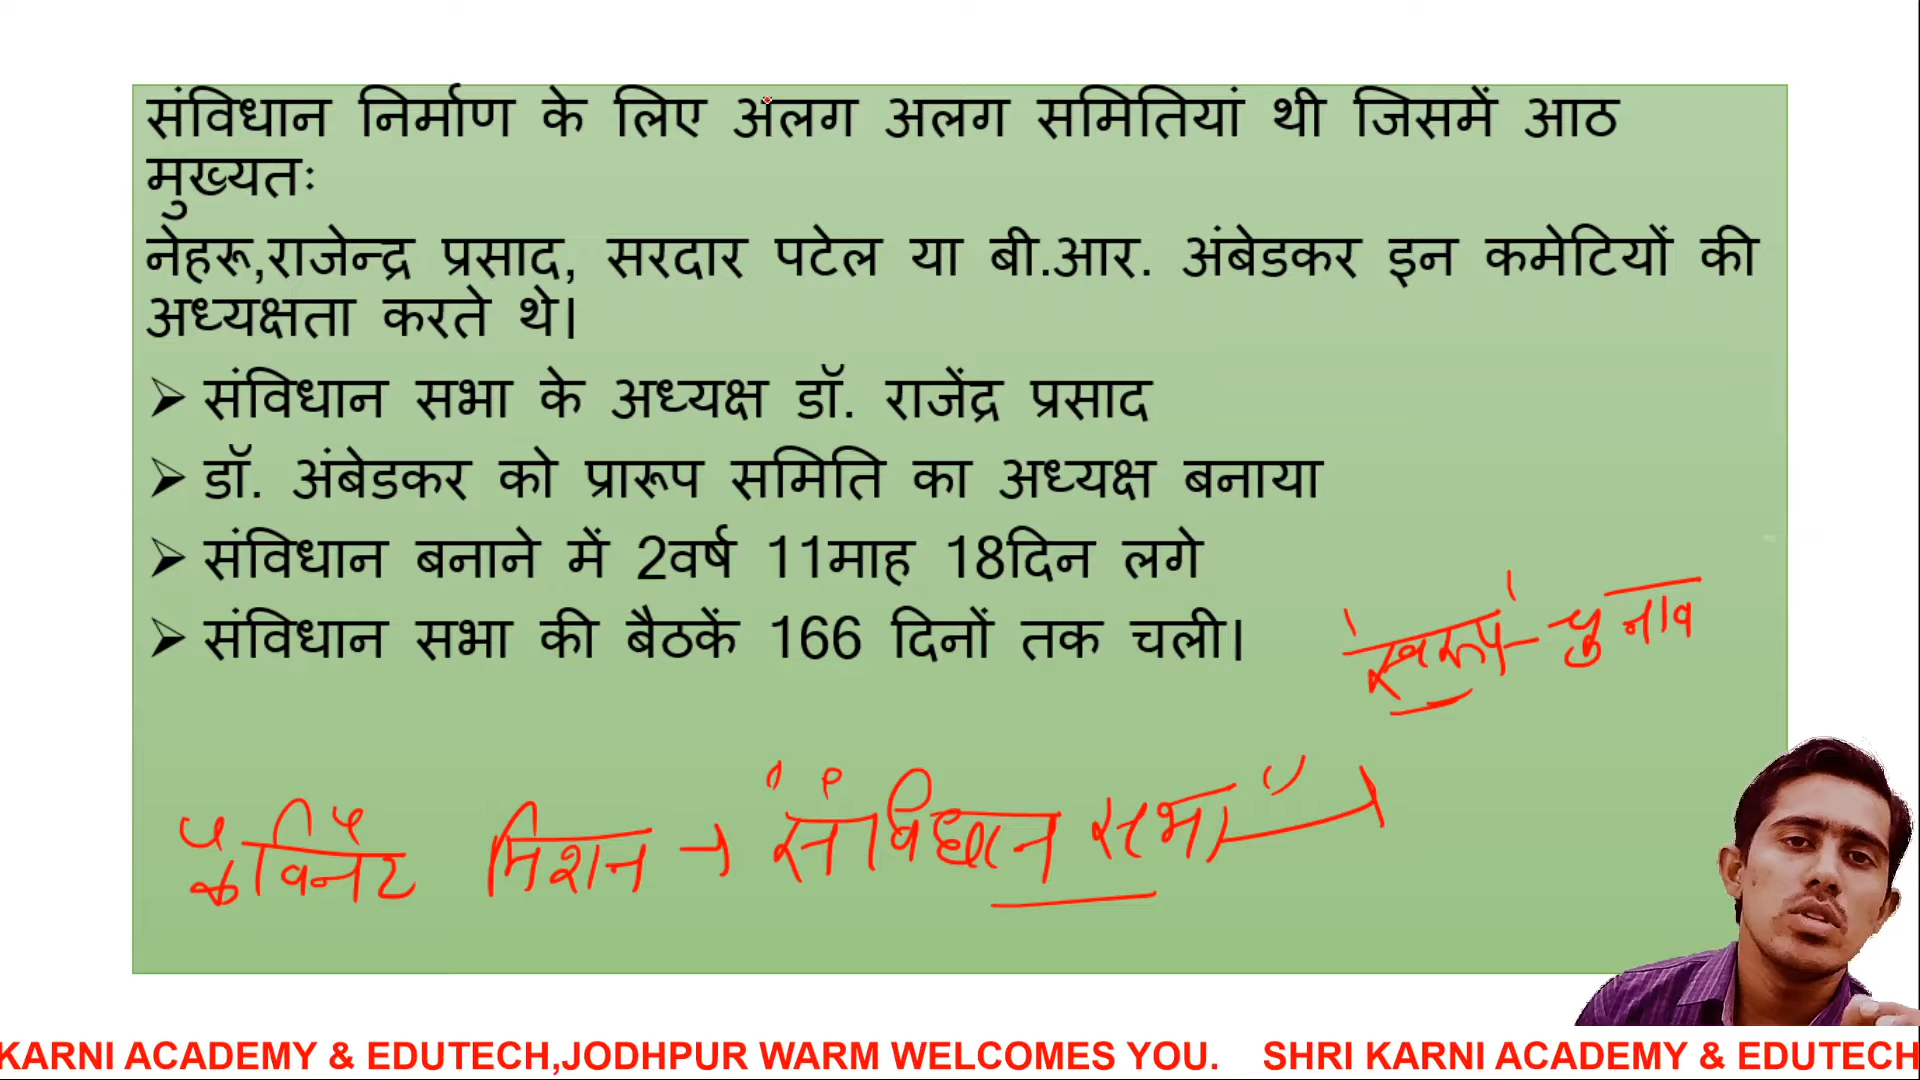 संविधान निर्माण के लिए अलग अलग समितियां थी जिसमें आठ
मुख्यतः
नेहरू,राजेन्द्र प्रसाद, सरदार पटेल या बी.आर. अंबेडकर इन कमेटियों की
अध्यक्षता करते थे।
➢ संविधान सभा के अध्यक्ष डॉ. राजेंद्र प्रसाद
➢ डॉ. अंबेडकर को प्रारूप समिति का अध्यक्ष बनाया
➢ संविधान बनाने में 2वर्ष 11माह 18दिन लगे
➢ संविधान सभा की बैठकें 166 दिनों तक चली।
स्वरूप - चुनाव
कैबिनेट मिशन → संविधान सभा
KARNI ACADEMY & EDUTECH,JODHPUR WARM WELCOMES YOU. SHRI KARNI ACADEMY & EDUTECH